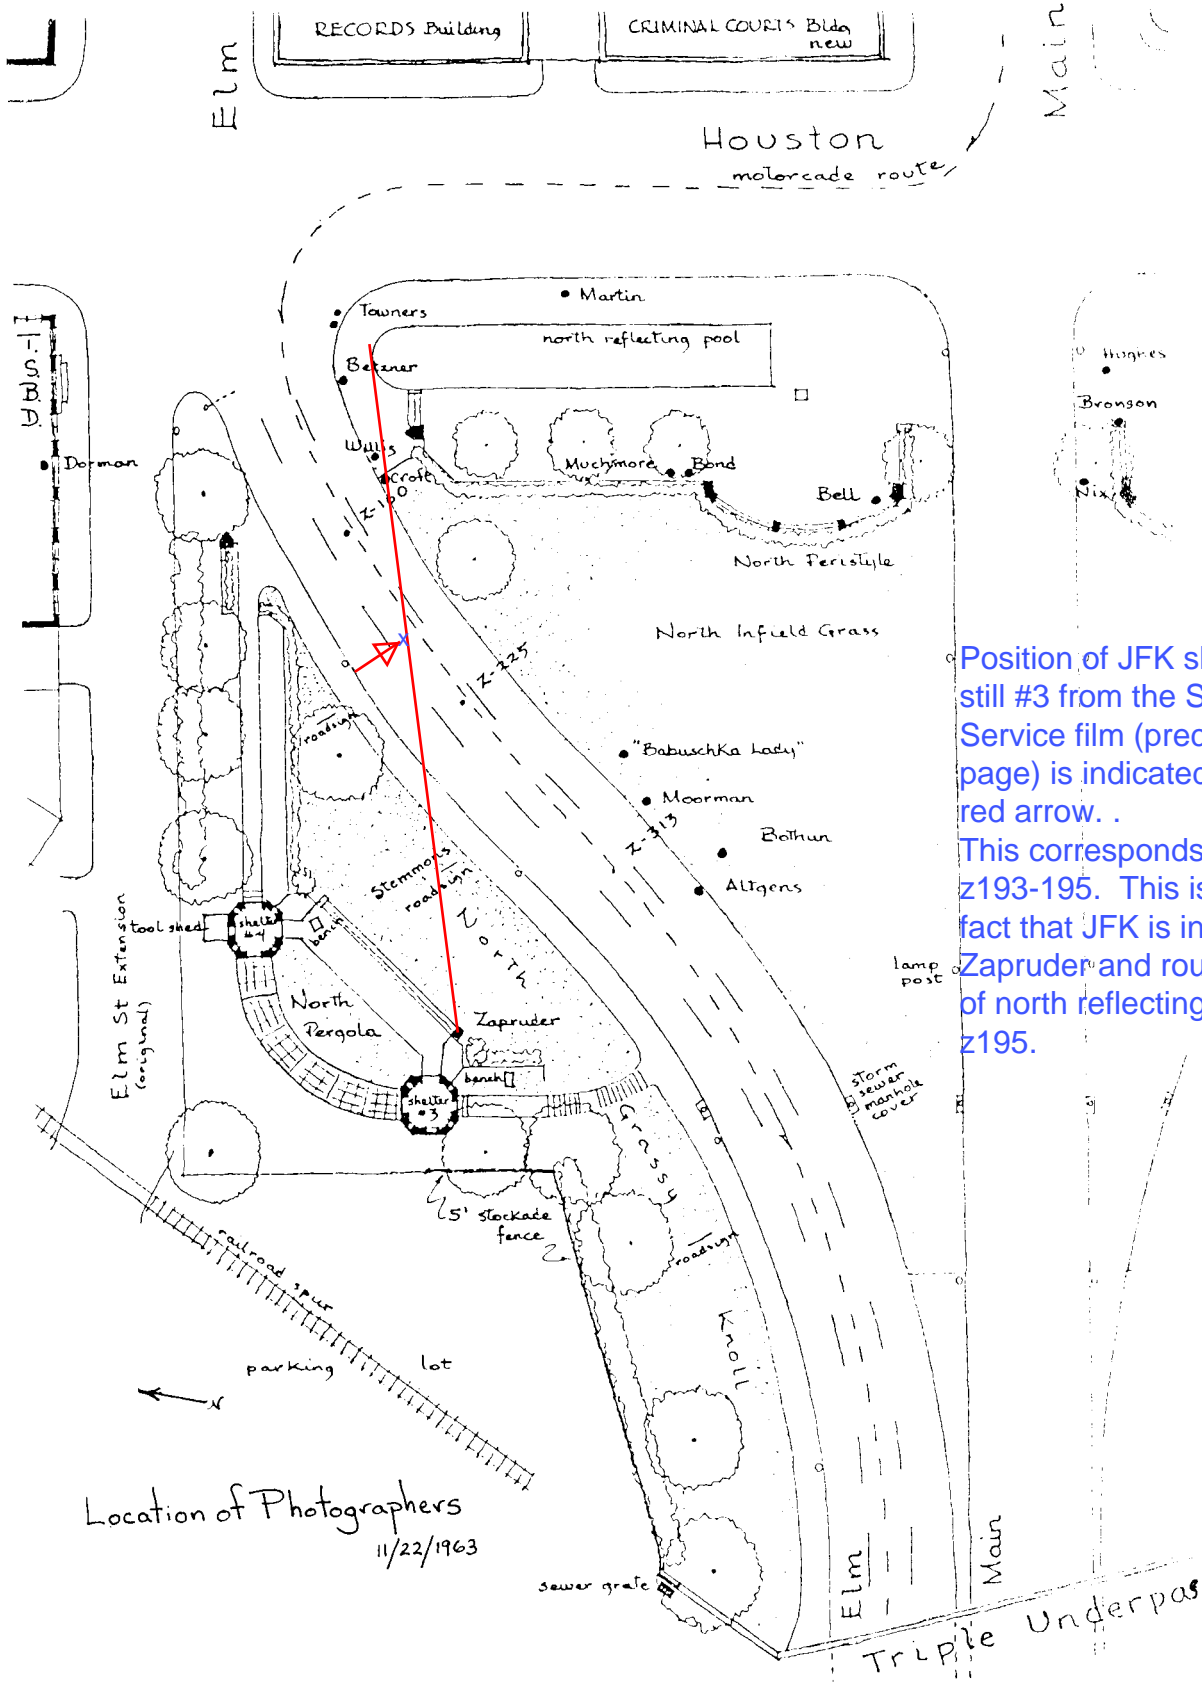 RECORDS Building
CRIMINAL COURTS Bldg
new
Elm
Main
Houston
motorcade route
Martin
Towners
north reflecting pool
Betzner
Hughes
Bronson
TSBD
Dorman
Willis
Croft
Z-160
Muchmore
Bond
Bell
Nix
North Peristyle
North Infield Grass
Z-225
Position of JFK s
still #3 from the S
Service film (prec
page) is indicated
red arrow. .
This corresponds
z193-195. This is
fact that JFK is in
Zapruder and rou
of north reflecting
z195.
roadsign
"Babuschka Lady"
Moorman
Z-313
Bothun
Altgens
Stemmons
roadsign
North
tool shed
shelter
#4
bench
Elm St Extension
(original)
North
Pergola
Zapruder
lamp
post
bench
shelter
#3
storm
sewer
manhole
cover
Grassy
5' stockade
fence
roadsign
railroad spur
Knoll
parking lot
N
Location of Photographers
11/22/1963
sewer grate
Elm
Main
Triple Underpas